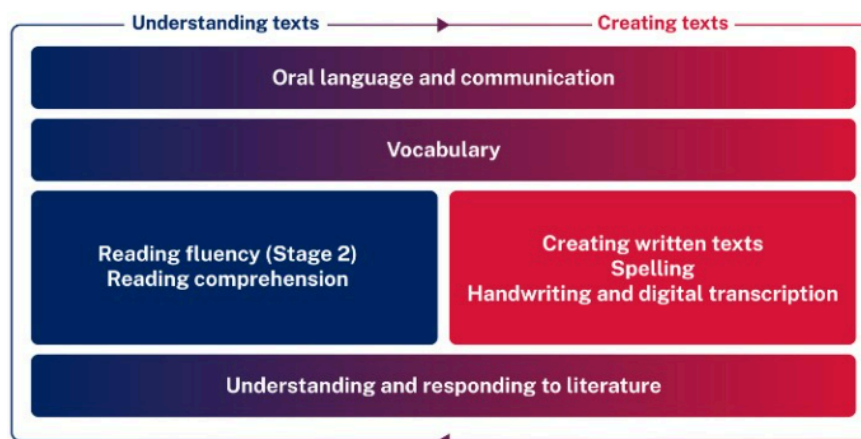 Understanding texts
Creating texts
Oral language and communication
Vocabulary
Reading fluency (Stage 2)
Reading comprehension
Creating written texts
Spelling
Handwriting and digital transcription
Understanding and responding to literature